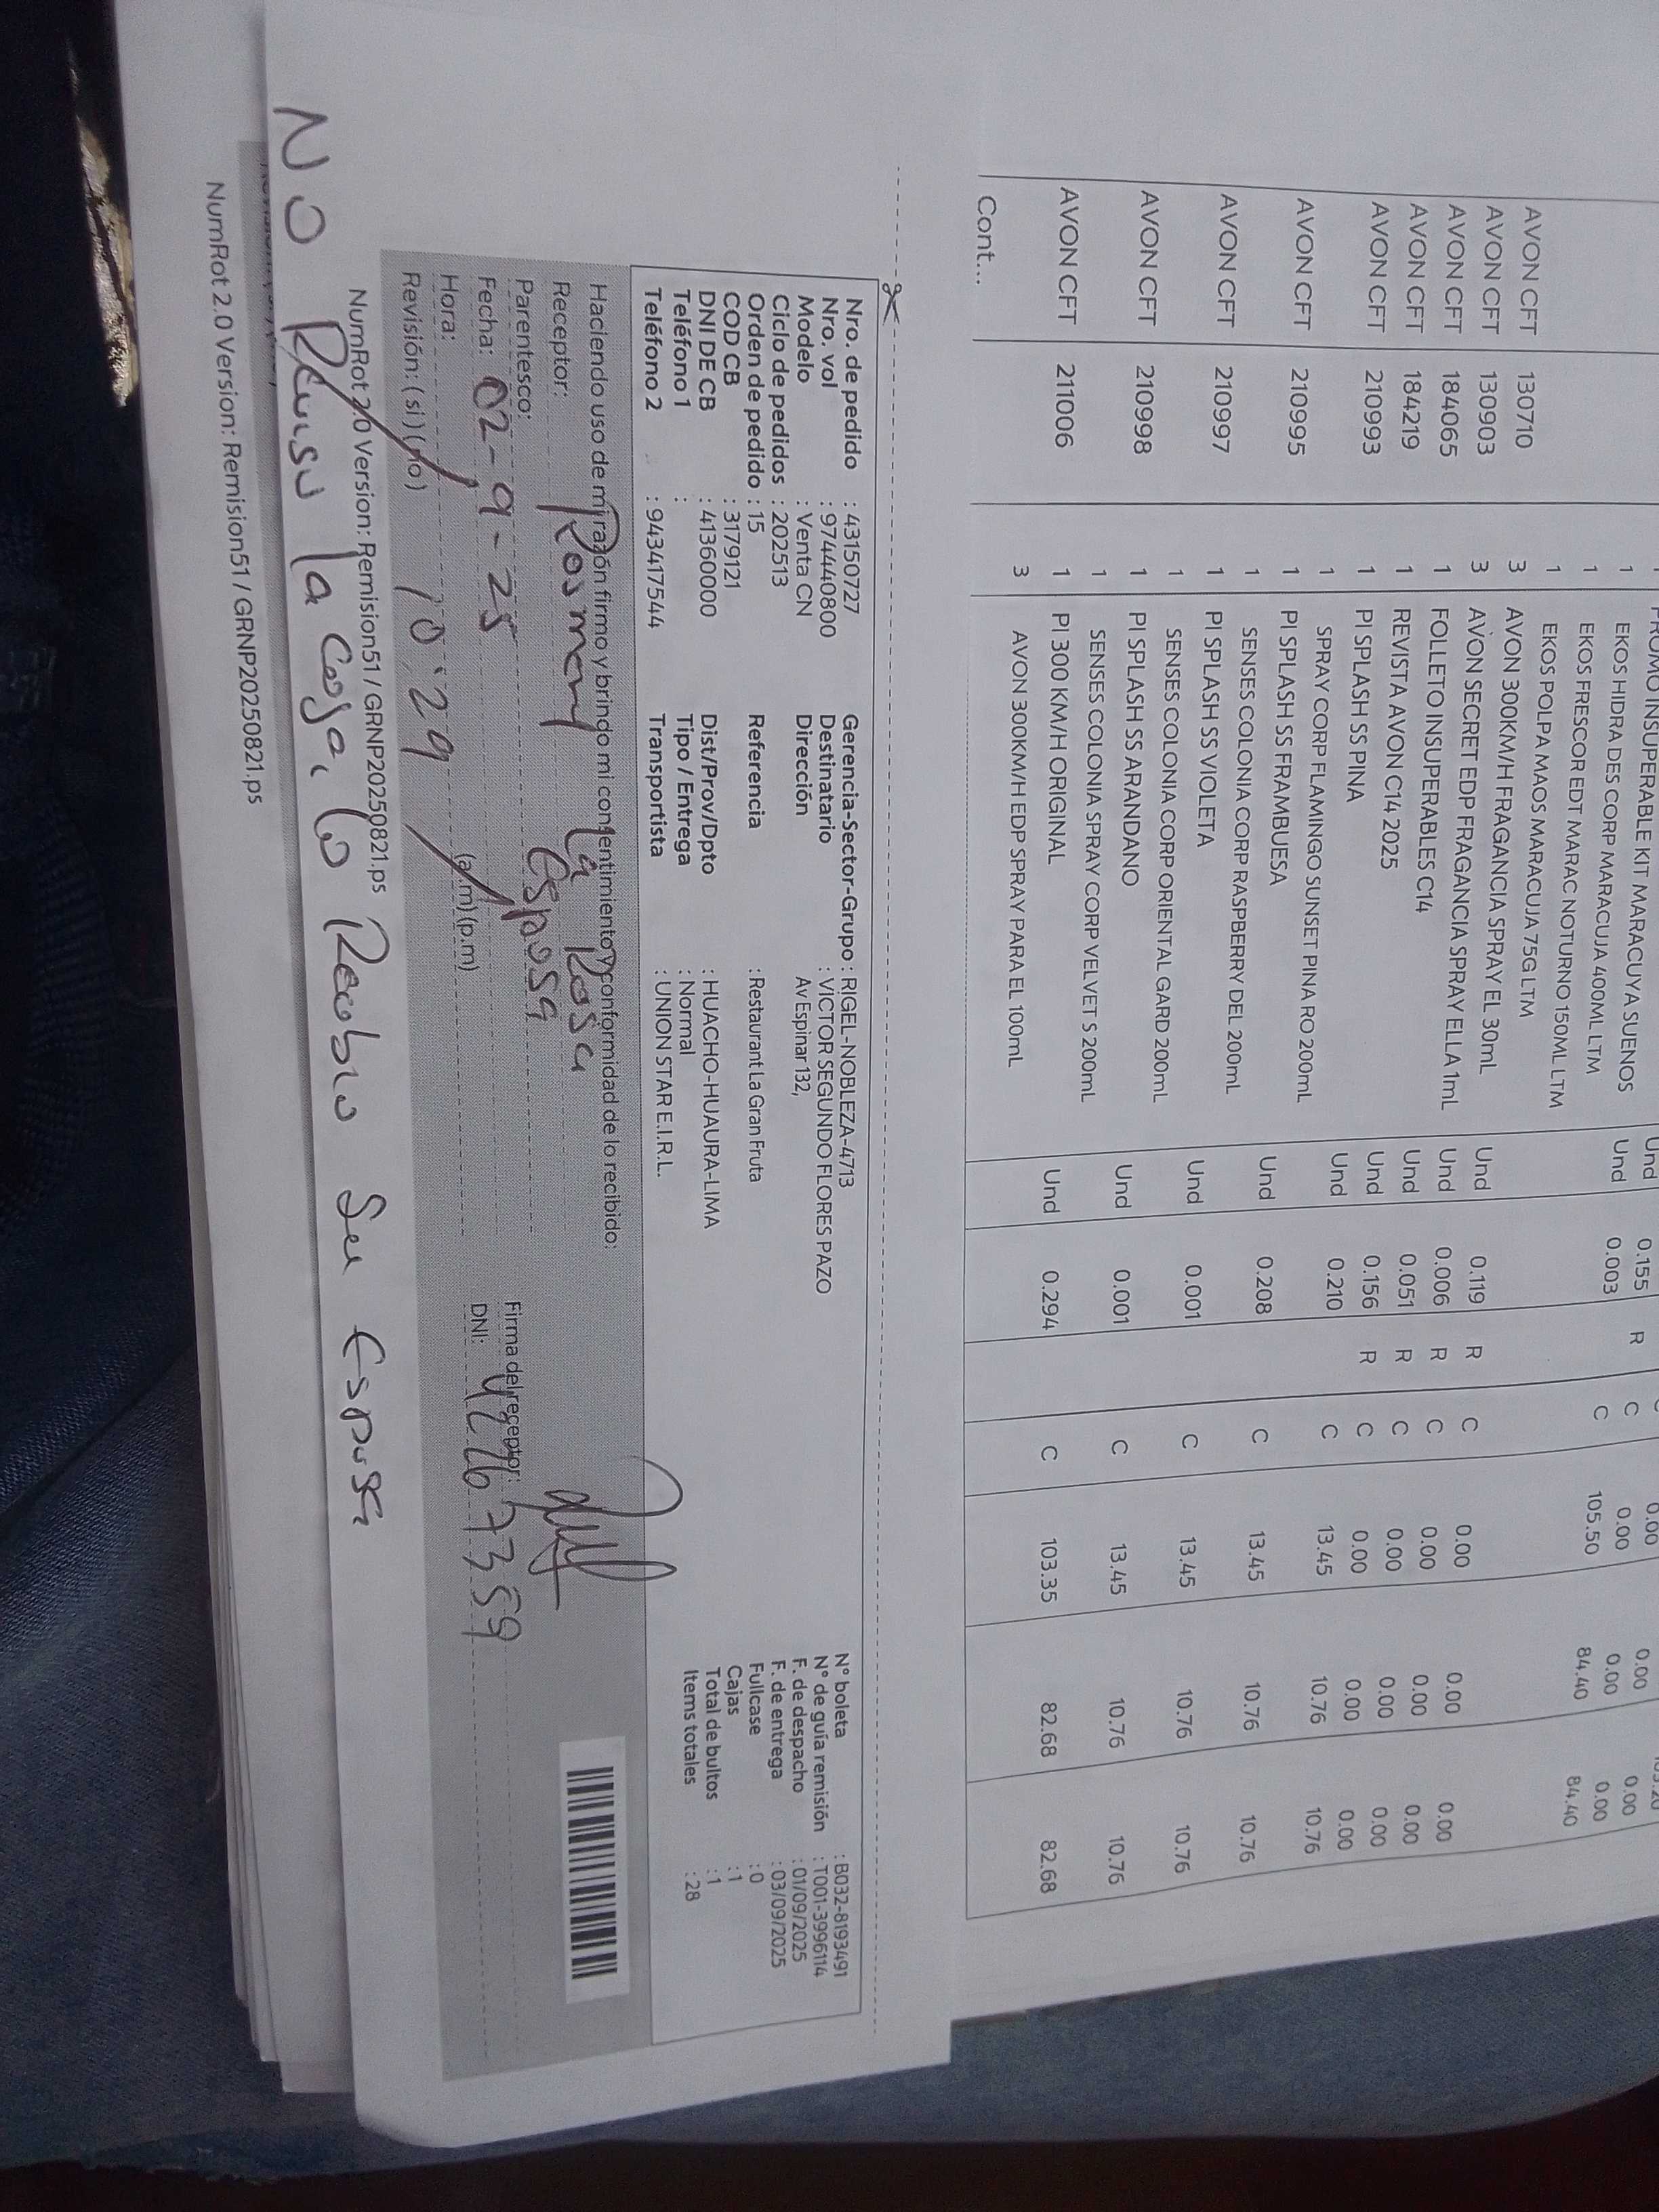 PROMO INSUPERABLE KIT MARACUYA SUENOS Und 0.155 R C 0.00 0.00
1 EKOS HIDRA DES CORP MARACUJA 400ML LTM Und 0.003 C 0.00 0.00 0.00
1 EKOS FRESCOR EDT MARAC NOTURNO 150ML LTM 105.50 84.40 84.40
1 EKOS POLPA MAOS MARACUJA 75G LTM
AVON CFT 130710 3 AVON 300KM/H FRAGANCIA SPRAY EL 30mL Und 0.119 R C 0.00 0.00 0.00
AVON CFT 130903 3 AVON SECRET EDP FRAGANCIA SPRAY ELLA 1mL Und 0.006 R C 0.00 0.00 0.00
AVON CFT 184065 1 FOLLETO INSUPERABLES C14 Und 0.051 R C 0.00 0.00 0.00
AVON CFT 184219 1 REVISTA AVON C14 2025 Und 0.156 R C 0.00 0.00 0.00
AVON CFT 210993 1 PI SPLASH SS PINA Und 0.210 C 13.45 10.76 10.76
1 SPRAY CORP FLAMINGO SUNSET PINA RO 200mL
AVON CFT 210995 1 PI SPLASH SS FRAMBUESA Und 0.208 C 13.45 10.76 10.76
1 SENSES COLONIA CORP RASPBERRY DEL 200mL
AVON CFT 210997 1 PI SPLASH SS VIOLETA Und 0.001 C 13.45 10.76 10.76
1 SENSES COLONIA CORP ORIENTAL GARD 200mL
AVON CFT 210998 1 PI SPLASH SS ARANDANO Und 0.001 C 13.45 10.76 10.76
1 SENSES COLONIA SPRAY CORP VELVET S 200mL
AVON CFT 211006 1 PI 300 KM/H ORIGINAL Und 0.294 C 103.35 82.68 82.68
3 AVON 300KM/H EDP SPRAY PARA EL 100mL
Cont...
Nro. de pedido : 43150727 Gerencia-Sector-Grupo : RIGEL-NOBLEZA-4713 N° boleta : B032-8193491
Nro. vol : 9744440800 Destinatario : VICTOR SEGUNDO FLORES PAZO N° de guía remisión : T001-3996114
Modelo : Venta CN Dirección Av Espinar 132, F. de despacho : 01/09/2025
Ciclo de pedidos : 202513 F. de entrega : 03/09/2025
Orden de pedido : 15 Referencia : Restaurant La Gran Fruta Fullcase : 0
COD CB : 3179121 Cajas : 1
DNI DE CB : 41360000 Dist/Prov/Dpto : HUACHO-HUAURA-LIMA Total de bultos : 1
Teléfono 1 : Tipo / Entrega : Normal Items totales : 28
Teléfono 2 : 943417544 Transportista : UNION STAR E.I.R.L.
Haciendo uso de mi razón firmo y brindo mi consentimiento y conformidad de lo recibido:
Receptor: Rosmery La Rosa
Parentesco: Esposa
Fecha: 02-9-25 Firma del receptor:
Hora: 10:29 (a.m) (p.m) DNI: 47267359
Revisión: (si) (no)
NumRot 2.0 Version: Remision51 / GRNP20250821.ps
No Reviso la Caja, lo Recibio Su Esposa
NumRot 2.0 Version: Remision51 / GRNP20250821.ps